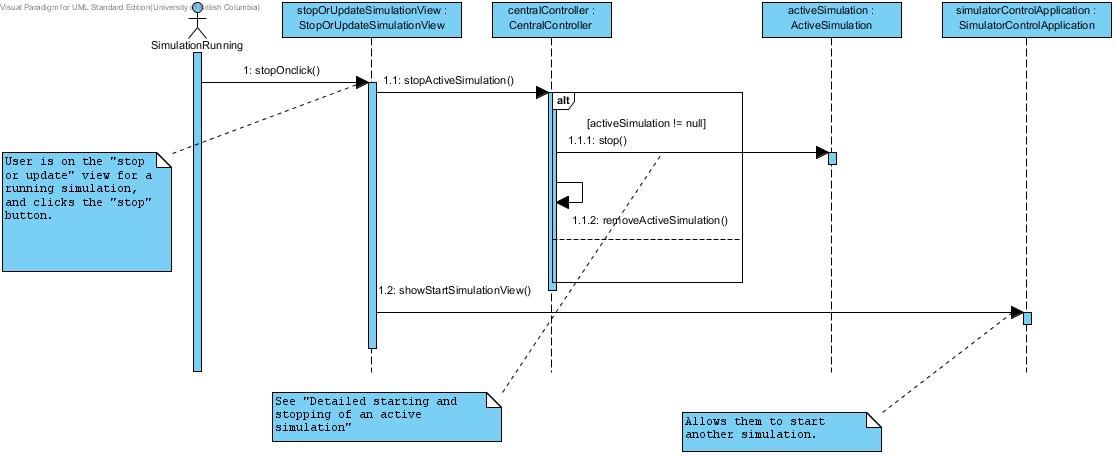 Visual Paradigm for UML Standard Edition(University of British Columbia)
SimulationRunning
stopOrUpdateSimulationView :
StopOrUpdateSimulationView
centralController :
CentralController
activeSimulation :
ActiveSimulation
simulatorControlApplication :
SimulatorControlApplication
1: stopOnclick()
1.1: stopActiveSimulation()
alt
[activeSimulation != null]
1.1.1: stop()
User is on the "stop
or update" view for a
running simulation,
and clicks the "stop"
button.
1.1.2: removeActiveSimulation()
1.2: showStartSimulationView()
See "Detailed starting and
stopping of an active
simulation"
Allows them to start
another simulation.